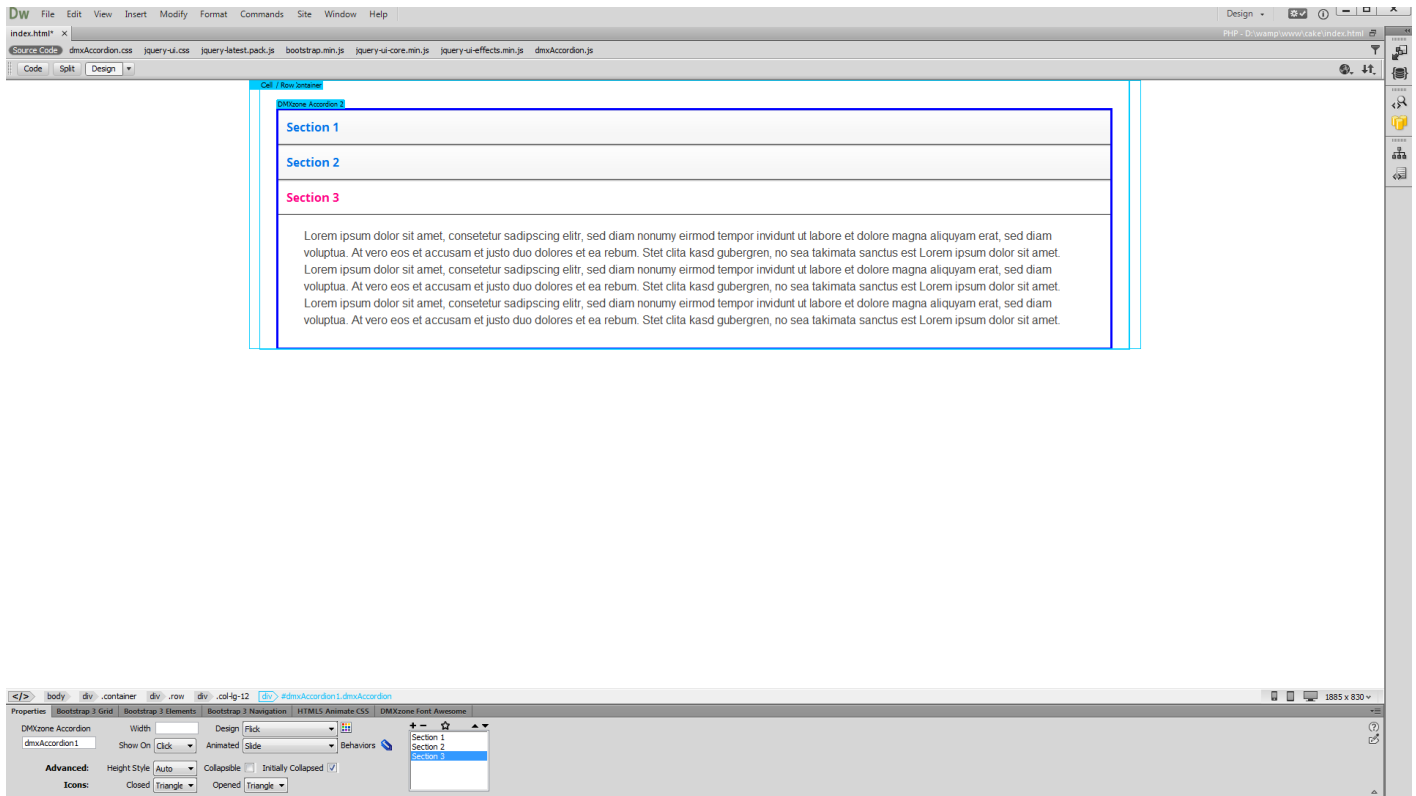 Dw File Edit View Insert Modify Format Commands Site Window Help Design
index.html* × PHP - D:\wamp\www\cake\index.html
Source Code dmxAccordion.css jquery-ui.css jquery-latest.pack.js bootstrap.min.js jquery-ui-core.min.js jquery-ui-effects.min.js dmxAccordion.js
Code Split Design
Cell / Row
DMXzone Accordion 2
Section 1
Section 2
Section 3
Lorem ipsum dolor sit amet, consetetur sadipscing elitr, sed diam nonumy eirmod tempor invidunt ut labore et dolore magna aliquyam erat, sed diam
voluptua. At vero eos et accusam et justo duo dolores et ea rebum. Stet clita kasd gubergren, no sea takimata sanctus est Lorem ipsum dolor sit amet.
Lorem ipsum dolor sit amet, consetetur sadipscing elitr, sed diam nonumy eirmod tempor invidunt ut labore et dolore magna aliquyam erat, sed diam
voluptua. At vero eos et accusam et justo duo dolores et ea rebum. Stet clita kasd gubergren, no sea takimata sanctus est Lorem ipsum dolor sit amet.
Lorem ipsum dolor sit amet, consetetur sadipscing elitr, sed diam nonumy eirmod tempor invidunt ut labore et dolore magna aliquyam erat, sed diam
voluptua. At vero eos et accusam et justo duo dolores et ea rebum. Stet clita kasd gubergren, no sea takimata sanctus est Lorem ipsum dolor sit amet.
</> body div .container div .row div .col-lg-12 div #dmxAccordion1.dmxAccordion 1885 x 830
Properties Bootstrap 3 Grid Bootstrap 3 Elements Bootstrap 3 Navigation HTML5 Animate CSS DMXzone Font Awesome
DMXzone Accordion Width Design Flick
dmxAccordion1 Show On Click Animated Slide Behaviors
Section 1
Section 2
Section 3
Advanced: Height Style Auto Collapsible Initially Collapsed
Icons: Closed Triangle Opened Triangle